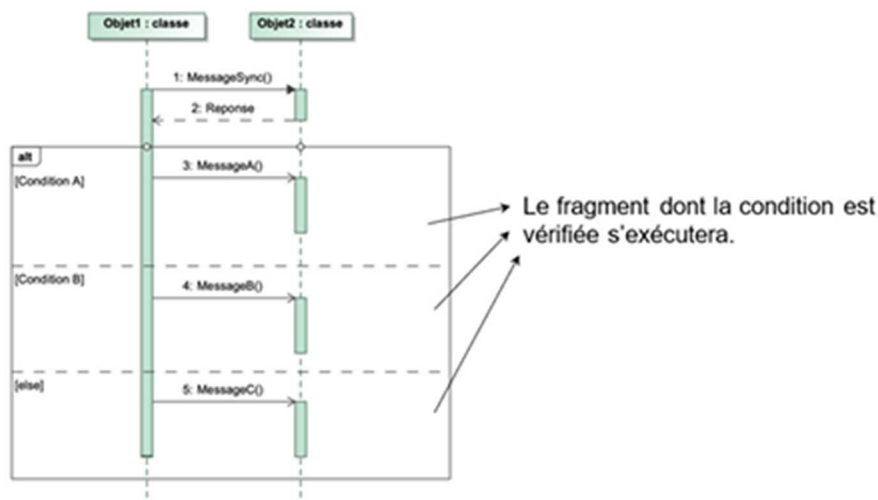 Objet1 : classe
Objet2 : classe
1: MessageSync()
2: Reponse
alt
[Condition A]
3: MessageA()
Le fragment dont la condition est
vérifiée s'exécutera.
[Condition B]
4: MessageB()
[else]
5: MessageC()